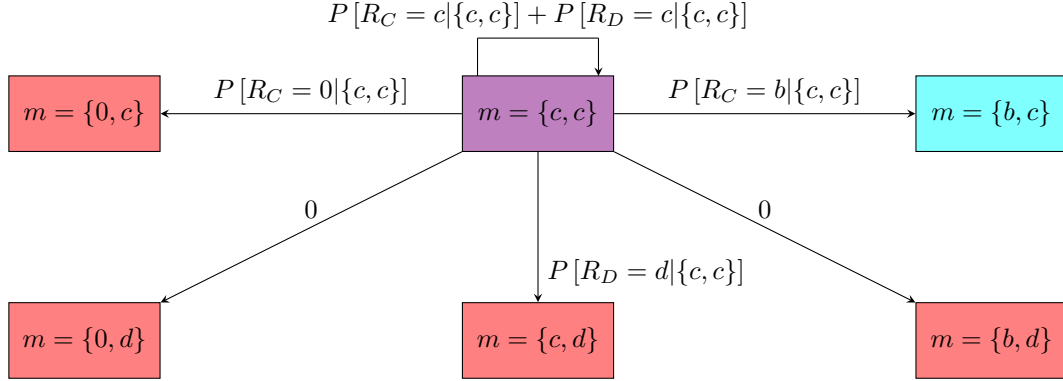 P [R_C = c|{c, c}] + P [R_D = c|{c, c}]
m = {0, c}
P [R_C = 0|{c, c}]
m = {c, c}
P [R_C = b|{c, c}]
m = {b, c}
0
0
P [R_D = d|{c, c}]
m = {0, d}
m = {c, d}
m = {b, d}